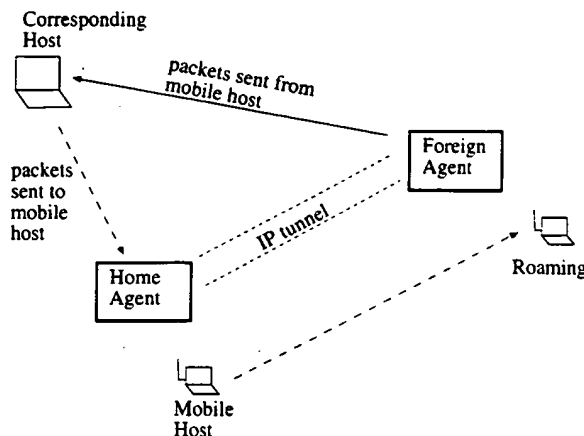 Corresponding
Host
packets sent from
mobile host
Foreign
Agent
packets
sent to
mobile
host
IP tunnel
Roaming
Home
Agent
Mobile
Host